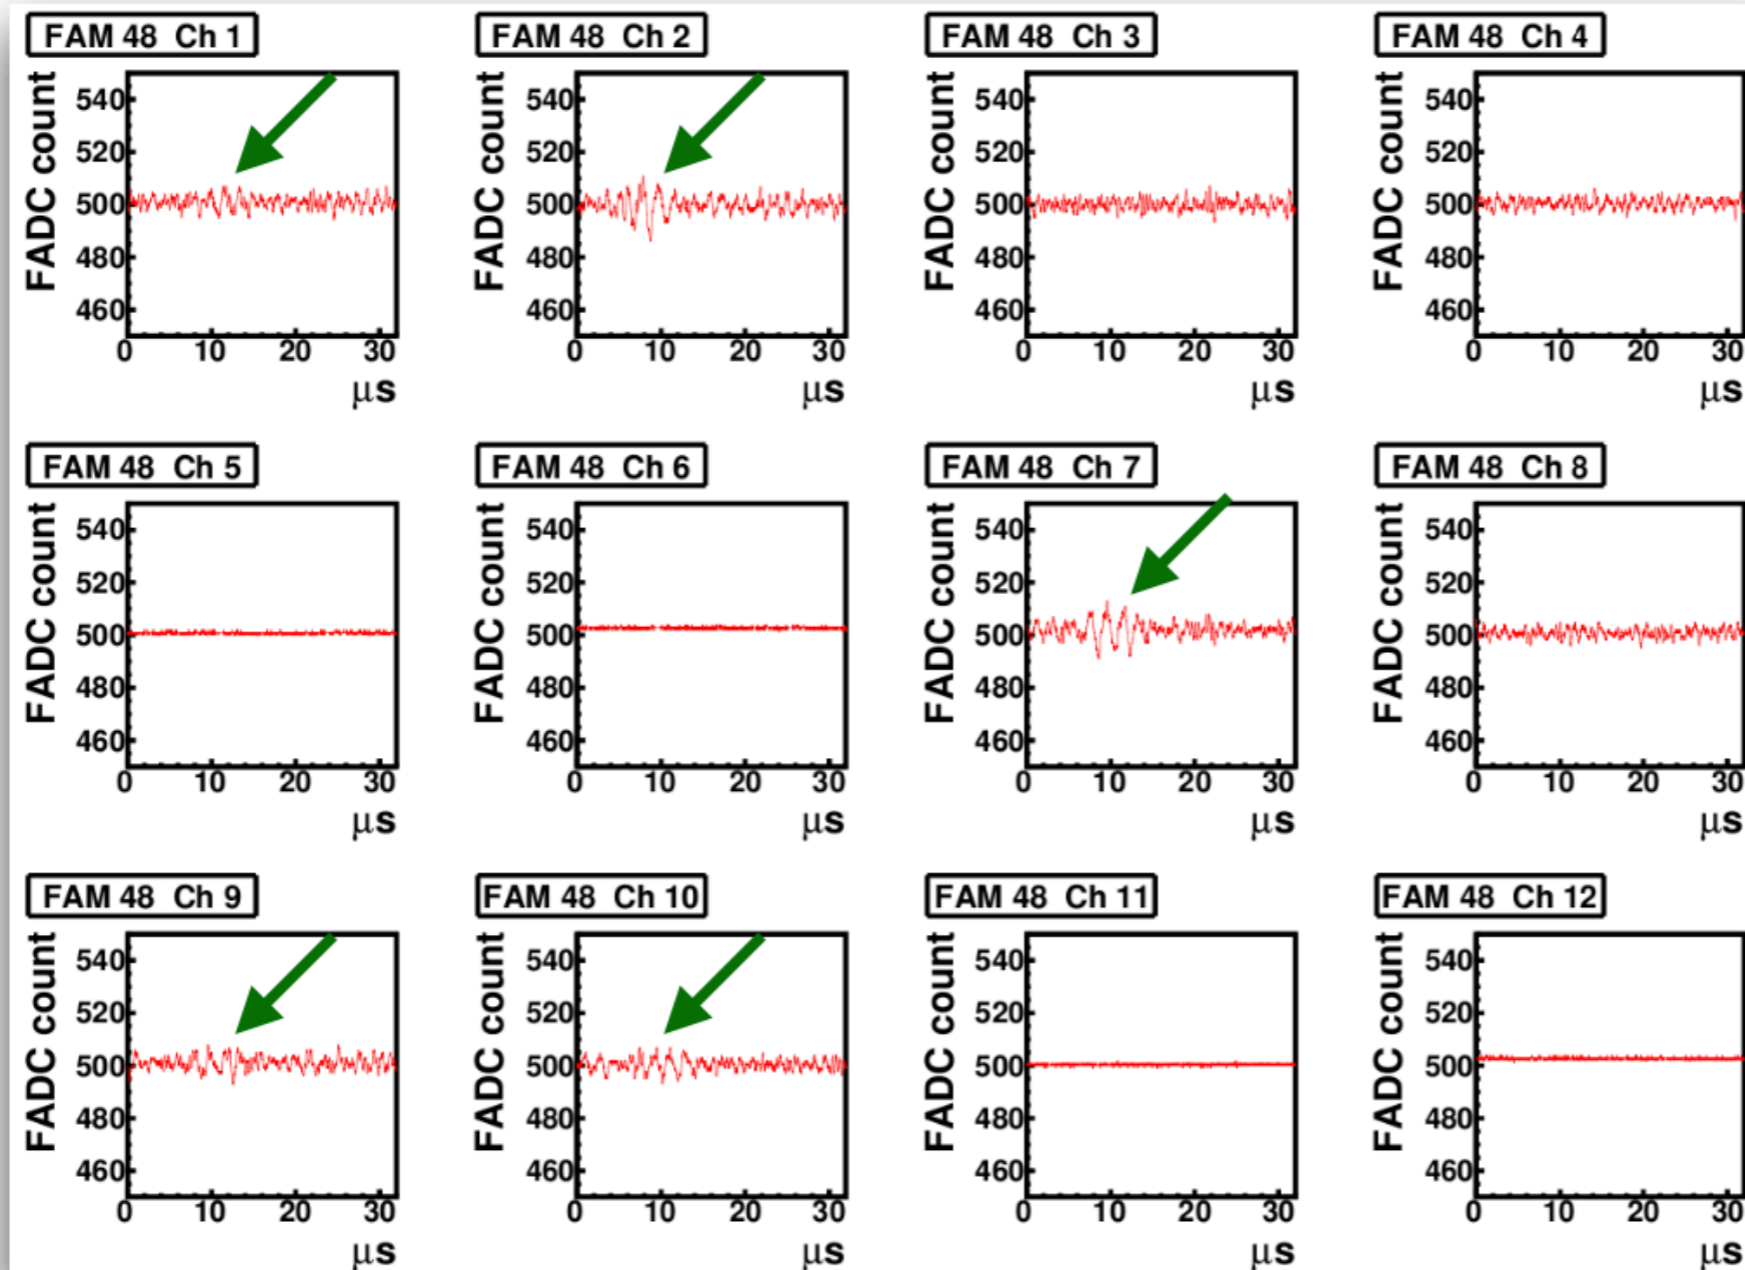 FAM 48 Ch 1
FAM 48 Ch 2
FAM 48 Ch 3
FAM 48 Ch 4
FADC count
540
520
500
480
460
0 10 20 30
μs
FADC count
540
520
500
480
460
0 10 20 30
μs
FADC count
540
520
500
480
460
0 10 20 30
μs
FADC count
540
520
500
480
460
0 10 20 30
μs
FAM 48 Ch 5
FAM 48 Ch 6
FAM 48 Ch 7
FAM 48 Ch 8
FADC count
540
520
500
480
460
0 10 20 30
μs
FADC count
540
520
500
480
460
0 10 20 30
μs
FADC count
540
520
500
480
460
0 10 20 30
μs
FADC count
540
520
500
480
460
0 10 20 30
μs
FAM 48 Ch 9
FAM 48 Ch 10
FAM 48 Ch 11
FAM 48 Ch 12
FADC count
540
520
500
480
460
0 10 20 30
μs
FADC count
540
520
500
480
460
0 10 20 30
μs
FADC count
540
520
500
480
460
0 10 20 30
μs
FADC count
540
520
500
480
460
0 10 20 30
μs